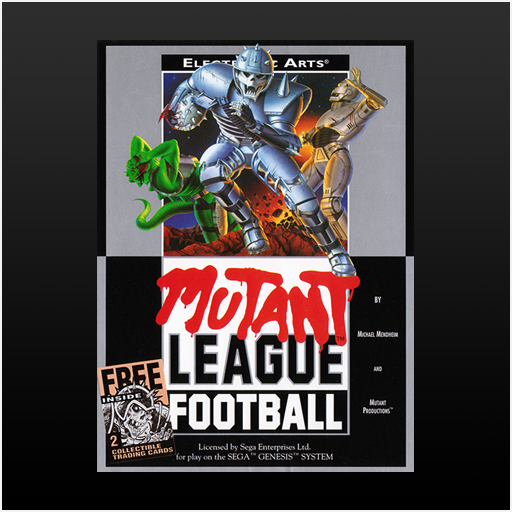 ELECTRONIC ARTS®
MUTANT™
LEAGUE
FOOTBALL
BY
MICHAEL MENDHEIM
AND
MUTANT
PRODUCTIONS™
FREE
INSIDE
2
COLLECTIBLE
TRADING CARDS
Licensed by Sega Enterprises Ltd.
for play on the SEGA™ GENESIS™ SYSTEM